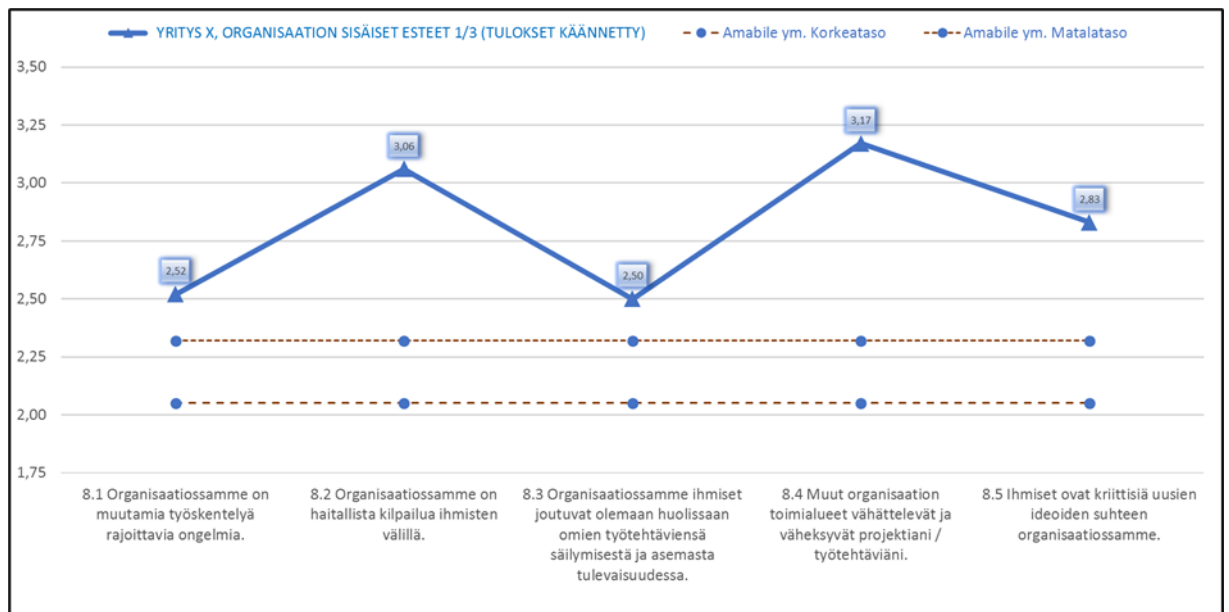 YRITYS X, ORGANISAATION SISÄISET ESTEET 1/3 (TULOKSET KÄÄNNETTY)
Amabile ym. Korkeataso
Amabile ym. Matalataso
3,50
3,25
3,00
2,75
2,50
2,25
2,00
1,75
2,52
3,06
2,50
3,17
2,83
8.1 Organisaatiossamme on
muutamia työskentelyä
rajoittavia ongelmia.
8.2 Organisaatiossamme on
haitallista kilpailua ihmisten
välillä.
8.3 Organisaatiossamme ihmiset
joutuvat olemaan huolissaan
omien työtehtäviensä
säilymisestä ja asemasta
tulevaisuudessa.
8.4 Muut organisaation
toimialueet vähättelevät ja
väheksyvät projektiani /
työtehtäviäni.
8.5 Ihmiset ovat kriittisiä uusien
ideoiden suhteen
organisaatiossamme.